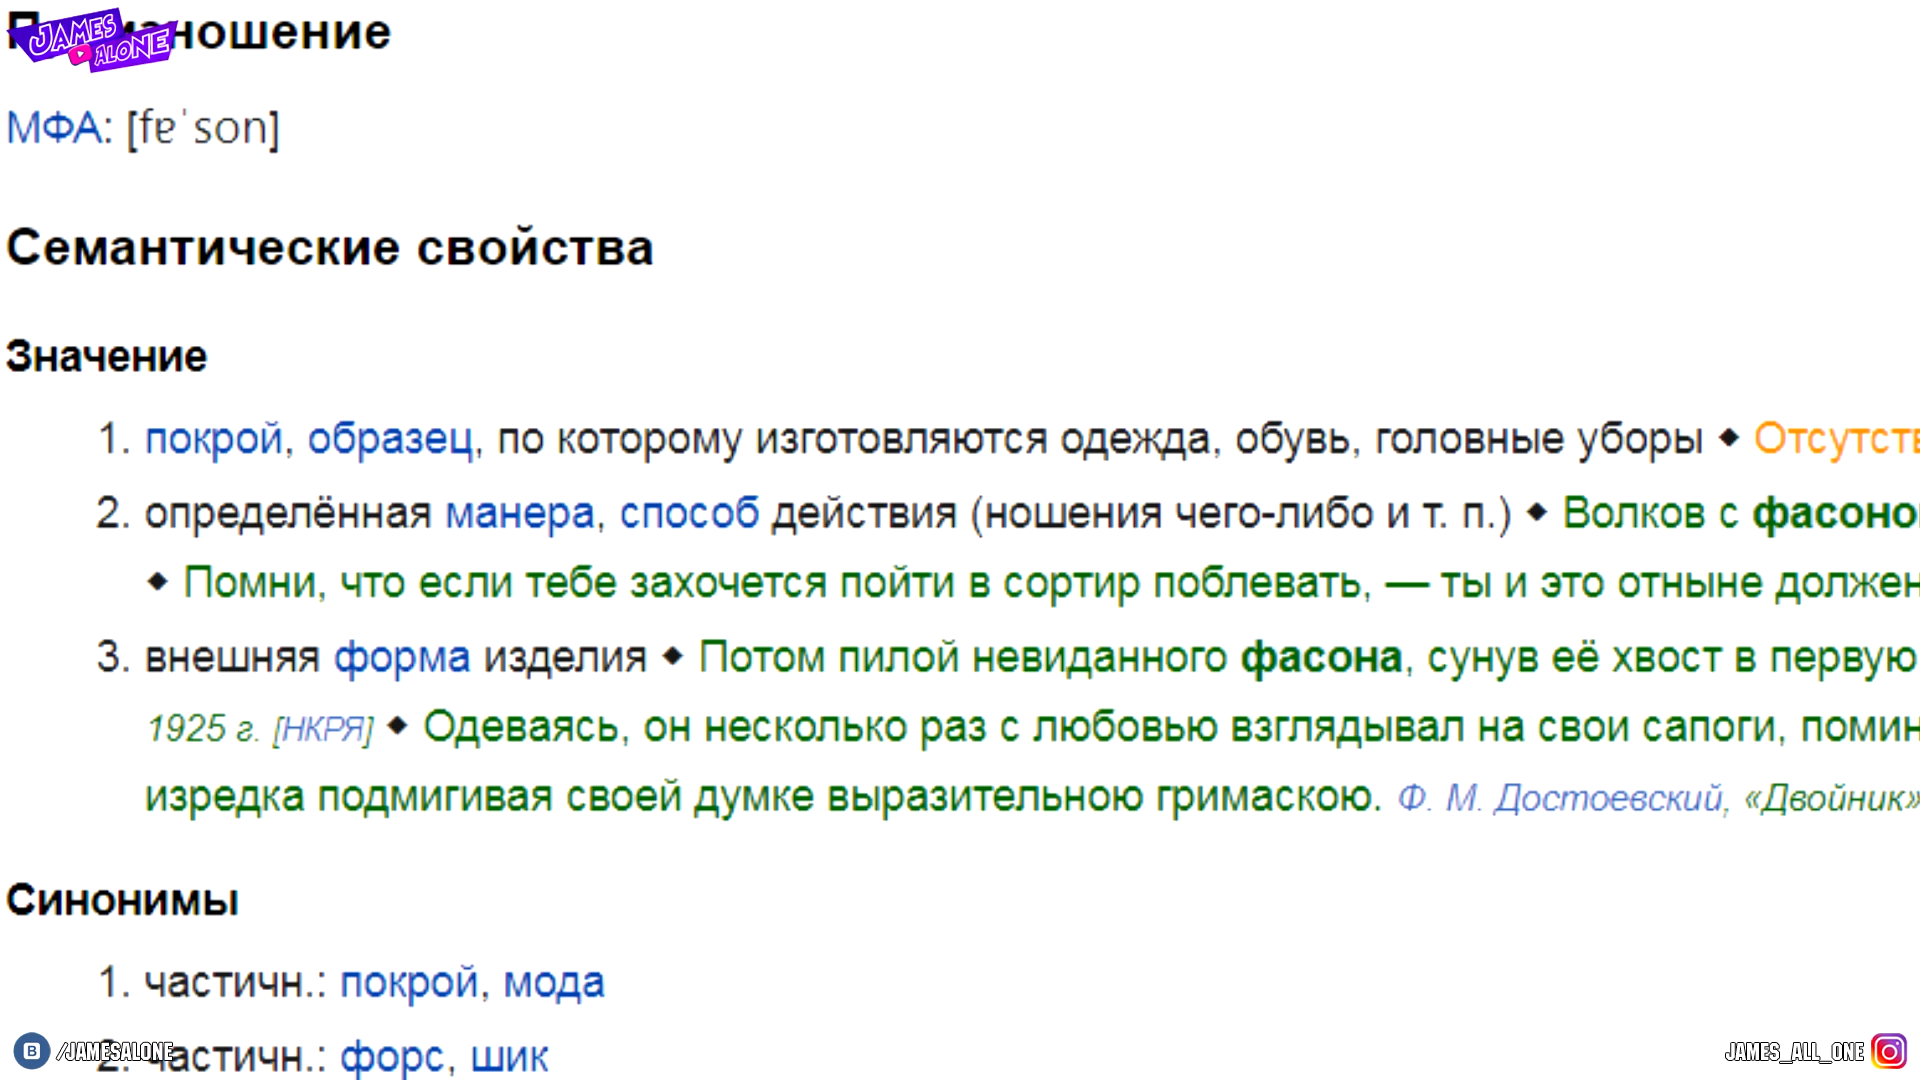 JAMES ALONE
ношение
МФА: [fɐˈson]
Семантические свойства
Значение
1. покрой, образец, по которому изготовляются одежда, обувь, головные уборы ◆ Отсутств
2. определённая манера, способ действия (ношения чего-либо и т. п.) ◆ Волков с фасоно
◆ Помни, что если тебе захочется пойти в сортир поблевать, — ты и это отныне должен
3. внешняя форма изделия ◆ Потом пилой невиданного фасона, сунув её хвост в первую
1925 г. [НКРЯ] ◆ Одеваясь, он несколько раз с любовью взглядывал на свои сапоги, помин
изредка подмигивая своей думке выразительною гримаскою. Ф. М. Достоевский, «Двойник»
Синонимы
1. частичн.: покрой, мода
2. частичн.: форс, шик
/JAMESALONE
JAMES_ALL_ONE